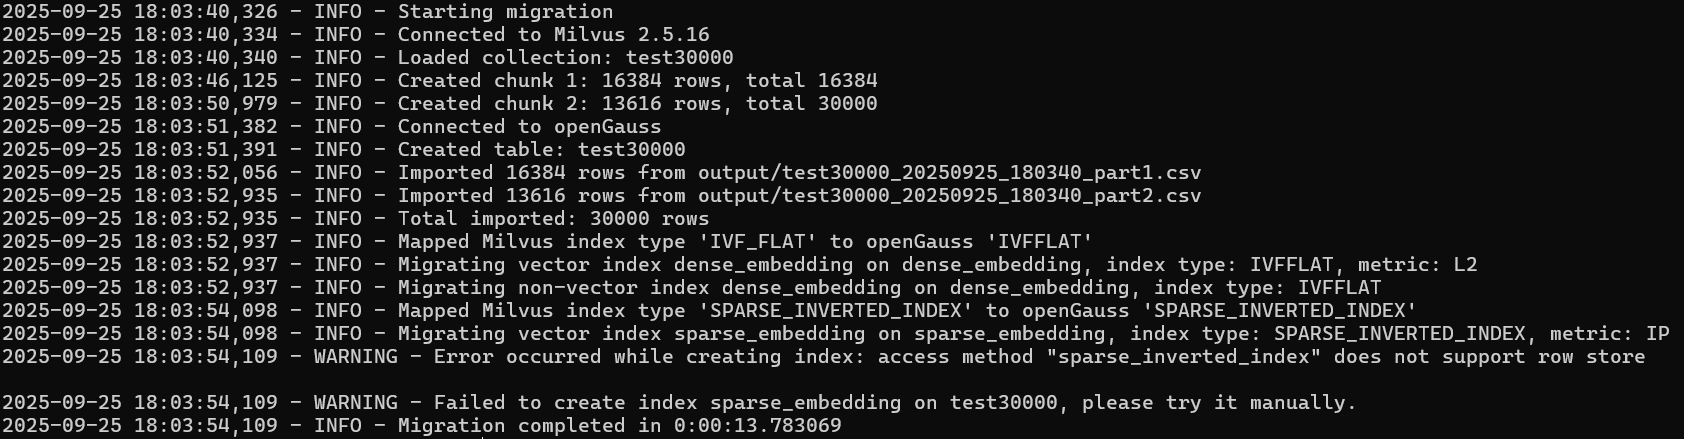 2025-09-25 18:03:40,326 - INFO - Starting migration
2025-09-25 18:03:40,334 - INFO - Connected to Milvus 2.5.16
2025-09-25 18:03:40,340 - INFO - Loaded collection: test30000
2025-09-25 18:03:46,125 - INFO - Created chunk 1: 16384 rows, total 16384
2025-09-25 18:03:50,979 - INFO - Created chunk 2: 13616 rows, total 30000
2025-09-25 18:03:51,382 - INFO - Connected to openGauss
2025-09-25 18:03:51,391 - INFO - Created table: test30000
2025-09-25 18:03:52,056 - INFO - Imported 16384 rows from output/test30000_20250925_180340_part1.csv
2025-09-25 18:03:52,935 - INFO - Imported 13616 rows from output/test30000_20250925_180340_part2.csv
2025-09-25 18:03:52,935 - INFO - Total imported: 30000 rows
2025-09-25 18:03:52,937 - INFO - Mapped Milvus index type 'IVF_FLAT' to openGauss 'IVFFLAT'
2025-09-25 18:03:52,937 - INFO - Migrating vector index dense_embedding on dense_embedding, index type: IVFFLAT, metric: L2
2025-09-25 18:03:52,937 - INFO - Migrating non-vector index dense_embedding on dense_embedding, index type: IVFFLAT
2025-09-25 18:03:54,098 - INFO - Mapped Milvus index type 'SPARSE_INVERTED_INDEX' to openGauss 'SPARSE_INVERTED_INDEX'
2025-09-25 18:03:54,098 - INFO - Migrating vector index sparse_embedding on sparse_embedding, index type: SPARSE_INVERTED_INDEX, metric: IP
2025-09-25 18:03:54,109 - WARNING - Error occurred while creating index: access method "sparse_inverted_index" does not support row store
2025-09-25 18:03:54,109 - WARNING - Failed to create index sparse_embedding on test30000, please try it manually.
2025-09-25 18:03:54,109 - INFO - Migration completed in 0:00:13.783069